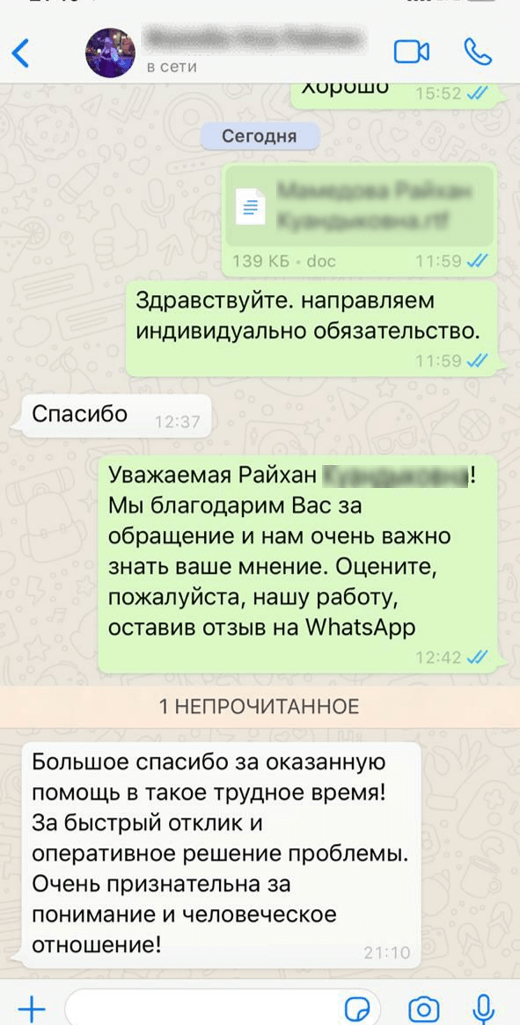 в сети
Хорошо 15:52
Сегодня
139 КБ • doc 11:59
Здравствуйте. направляем
индивидуально обязательство.
11:59
Спасибо 12:37
Уважаемая Райхан !
Мы благодарим Вас за
обращение и нам очень важно
знать ваше мнение. Оцените,
пожалуйста, нашу работу,
оставив отзыв на WhatsApp
12:42
1 НЕПРОЧИТАННОЕ
Большое спасибо за оказанную
помощь в такое трудное время!
За быстрый отклик и
оперативное решение проблемы.
Очень признательна за
понимание и человеческое
отношение!
21:10